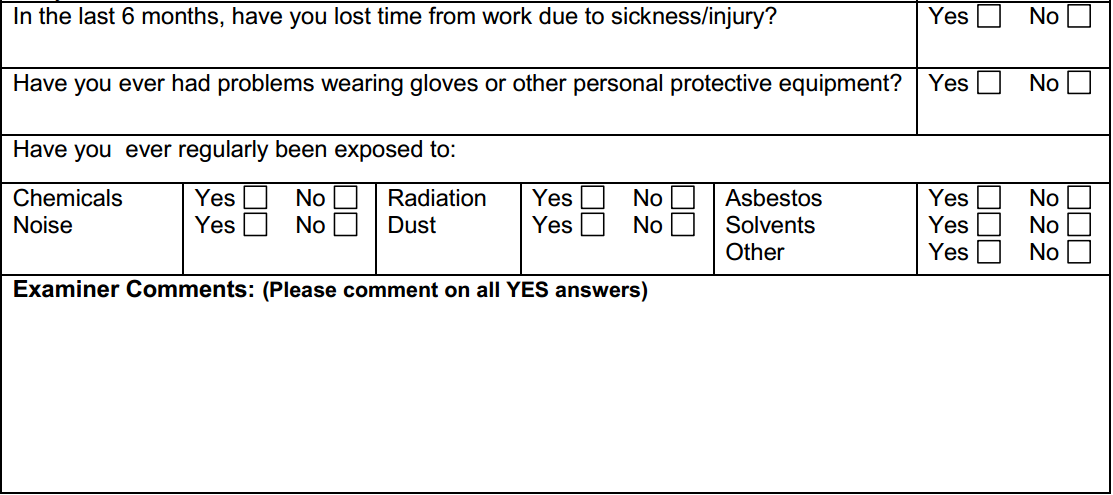 In the last 6 months, have you lost time from work due to sickness/injury? Yes No
Have you ever had problems wearing gloves or other personal protective equipment? Yes No
Have you  ever regularly been exposed to:
Chemicals Yes No Radiation Yes No Asbestos Yes No
Noise Yes No Dust Yes No Solvents Yes No
Other Yes No
Examiner Comments: (Please comment on all YES answers)